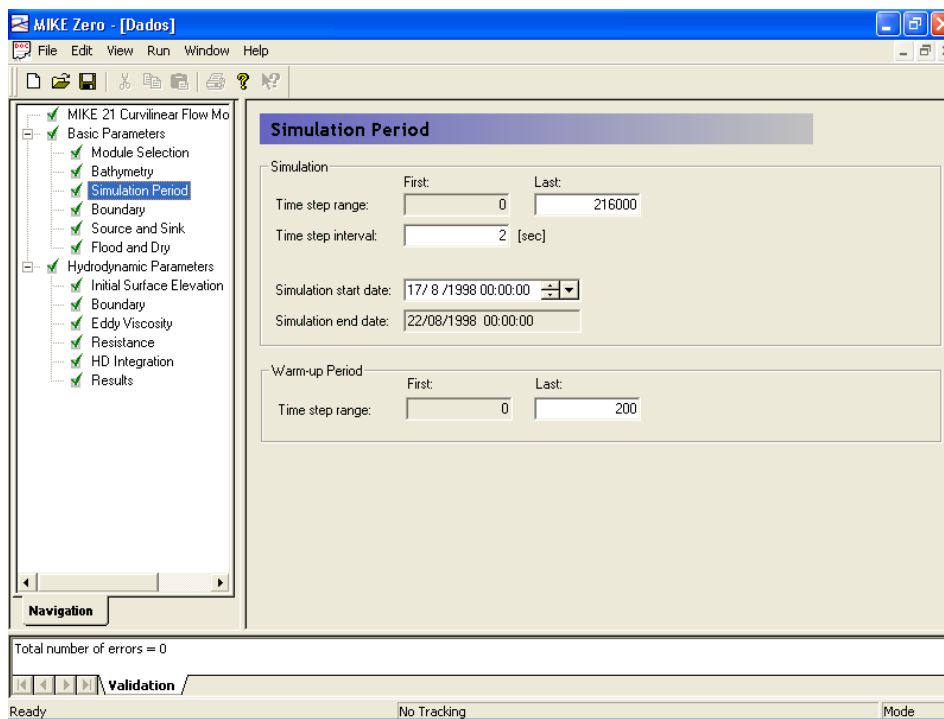 MIKE Zero - [Dados]
File Edit View Run Window Help
MIKE 21 Curvilinear Flow Mo
Basic Parameters
Module Selection
Bathymetry
Simulation Period
Boundary
Source and Sink
Flood and Dry
Hydrodynamic Parameters
Initial Surface Elevation
Boundary
Eddy Viscosity
Resistance
HD Integration
Results
Navigation
Simulation Period
Simulation
First: Last:
Time step range: 0 216000
Time step interval: 2 [sec]
Simulation start date: 17/ 8 /1998 00:00:00
Simulation end date: 22/08/1998 00:00:00
Warm-up Period
First: Last:
Time step range: 0 200
Total number of errors = 0
Validation
Ready No Tracking Mode